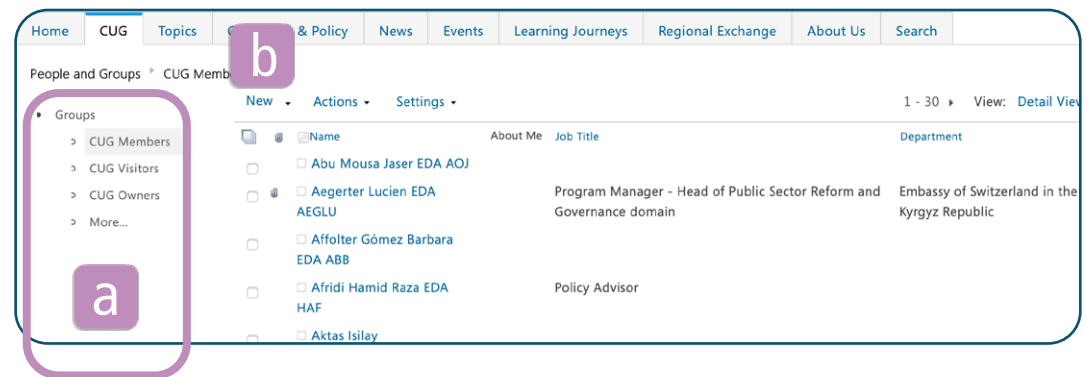 Home CUG Topics & Policy News Events Learning Journeys Regional Exchange About Us Search
b
People and Groups CUG Memb
New Actions Settings 1 - 30 View: Detail View
Groups
CUG Members
CUG Visitors
CUG Owners
More...
a
Name About Me Job Title Department
Abu Mousa Jaser EDA AOJ
Aegerter Lucien EDA Program Manager - Head of Public Sector Reform and Embassy of Switzerland in the
AEGLU Governance domain Kyrgyz Republic
Affolter Gómez Barbara
EDA ABB
Afridi Hamid Raza EDA Policy Advisor
HAF
Aktas Isilay